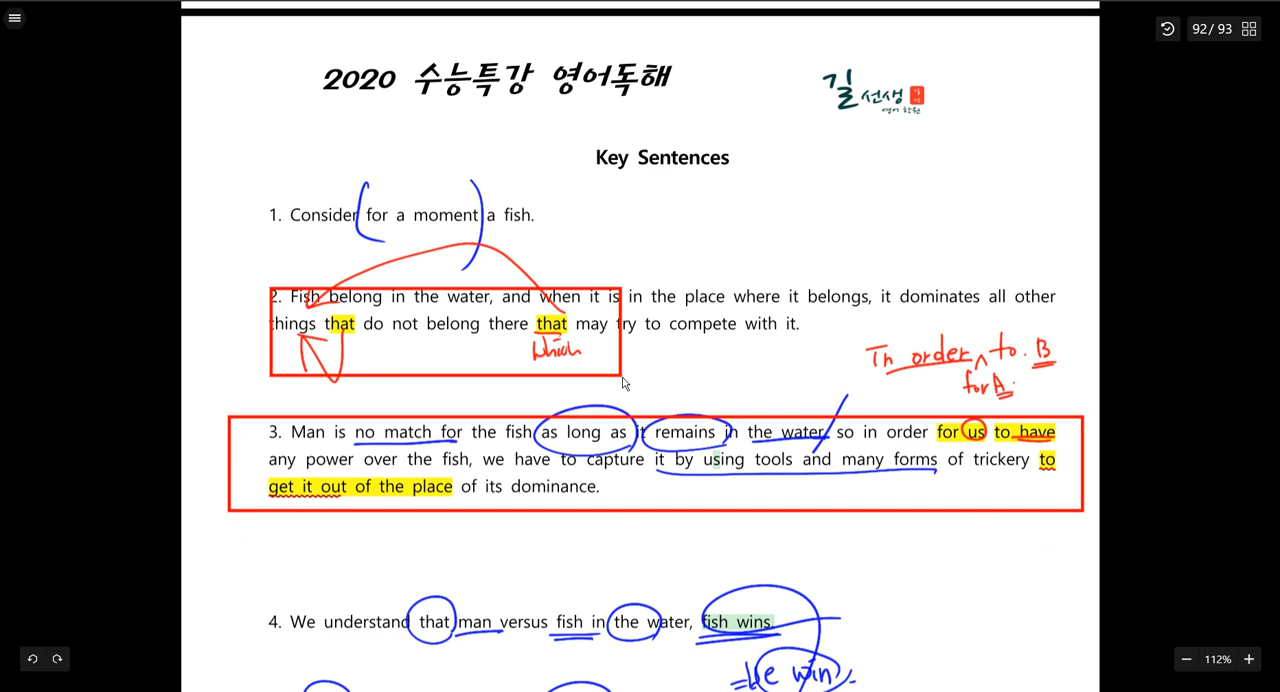 92/ 93
2020 수능특강 영어독해
길 선생
영어 학원
Key Sentences
1. Consider for a moment a fish.
2. Fish belong in the water, and when it is in the place where it belongs, it dominates all other
things that do not belong there that may try to compete with it.
which
In order to B
for A
3. Man is no match for the fish as long as it remains in the water so in order for us to have
any power over the fish, we have to capture it by using tools and many forms of trickery to
get it out of the place of its dominance.
4. We understand that man versus fish in the water, fish wins.
112%